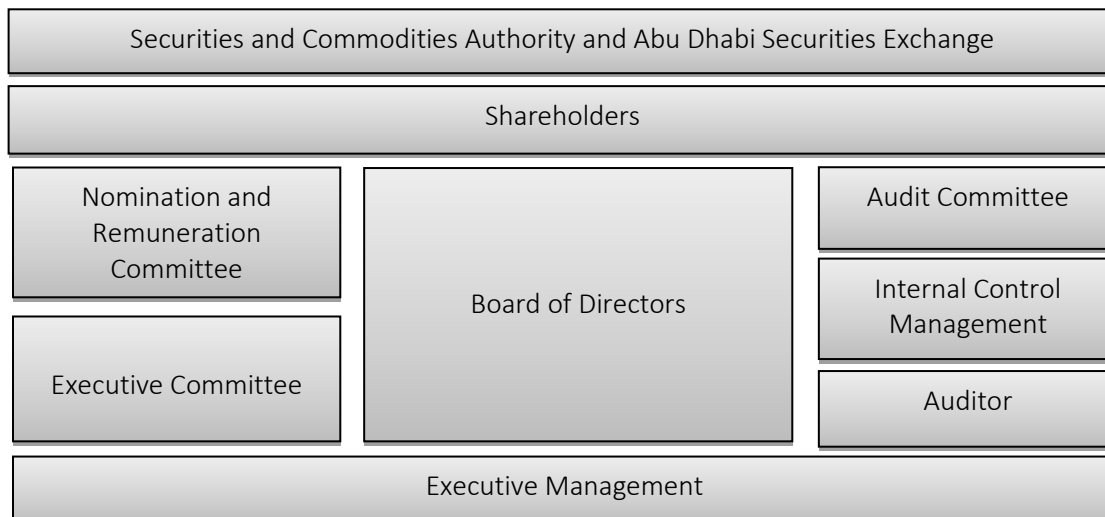 Securities and Commodities Authority and Abu Dhabi Securities Exchange
Shareholders
Nomination and
Remuneration
Committee
Executive Committee
Board of Directors
Audit Committee
Internal Control
Management
Auditor
Executive Management